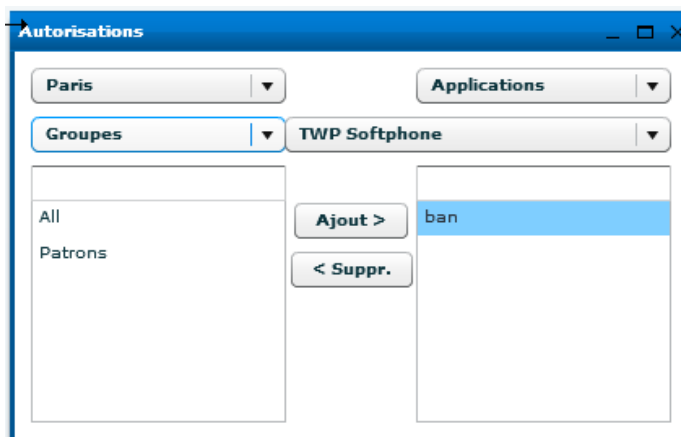 Autorisations
Paris
Applications
Groupes
TWP Softphone
All
Patrons
Ajout >
< Suppr.
ban